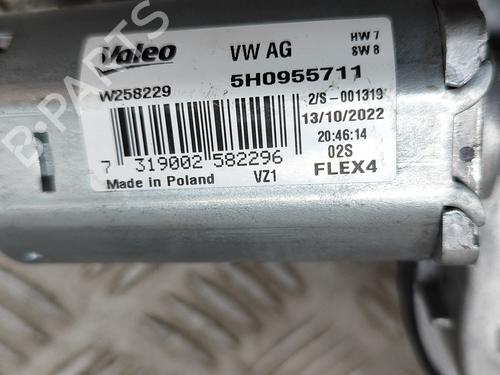 Valeo VW AG HW 7
SW 8
W258229 5H0955711
2/S-001319
13/10/2022
20:46:14
7 319002 582296 02S
Made in Poland VZ1 FLEX4
B-PARTS